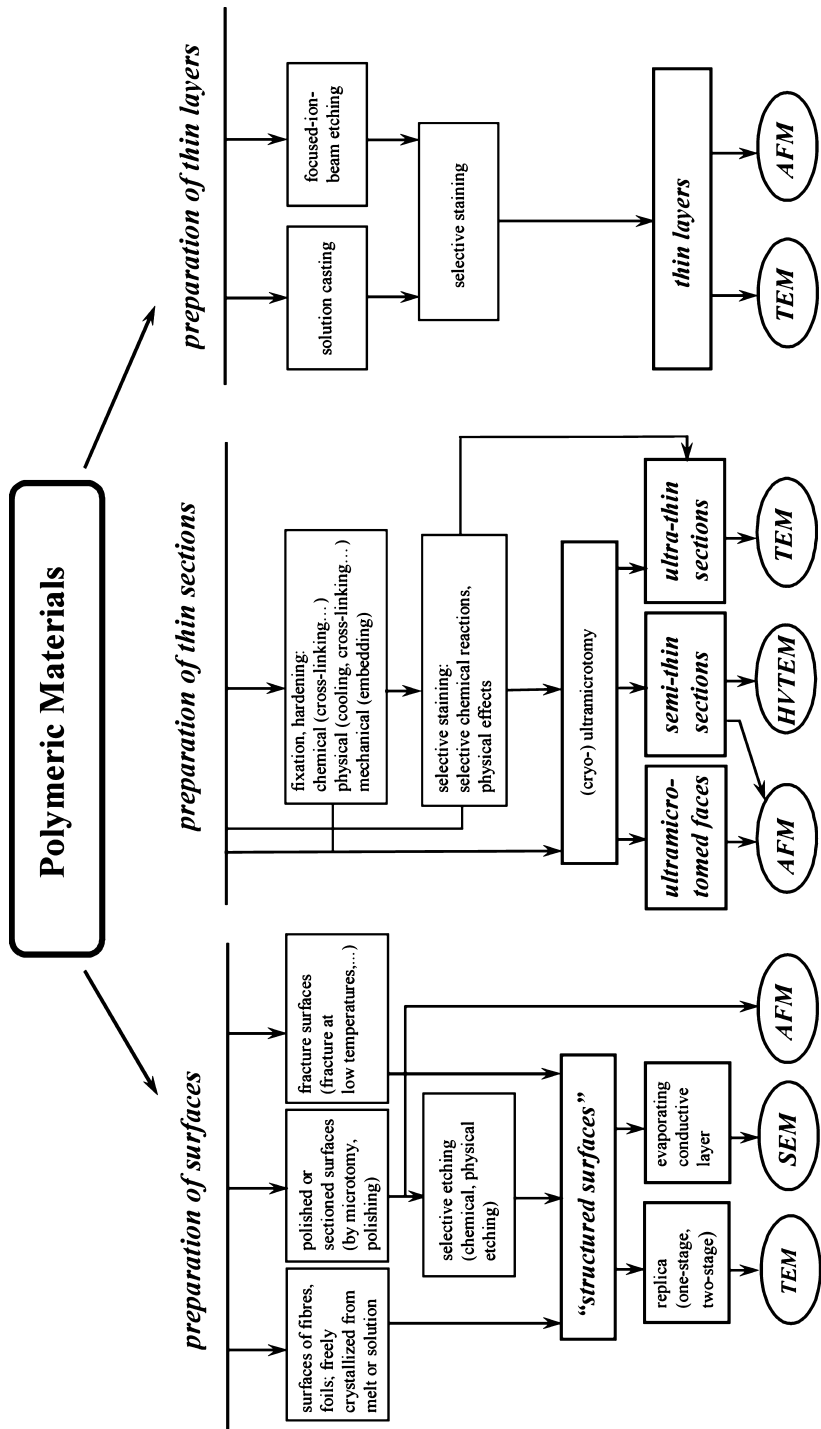 Polymeric Materials
preparation of surfaces
surfaces of fibres,
foils; freely
crystallized from
melt or solution
polished or
sectioned surfaces
(by microtomy,
polishing)
fracture surfaces
(fracture at
low temperatures,...)
selective etching
(chemical, physical
etching)
“structured surfaces”
replica
(one-stage,
two-stage)
evaporating
conductive
layer
TEM
SEM
AFM
preparation of thin sections
fixation, hardening:
chemical (cross-linking…)
physical (cooling, cross-linking…)
mechanical (embedding)
selective staining:
selective chemical reactions,
physical effects
(cryo-) ultramicrotomy
ultramicro-
tomed faces
semi-thin
sections
ultra-thin
sections
AFM
HVTEM
TEM
preparation of thin layers
solution casting
focused-ion-
beam etching
selective staining
thin layers
TEM
AFM